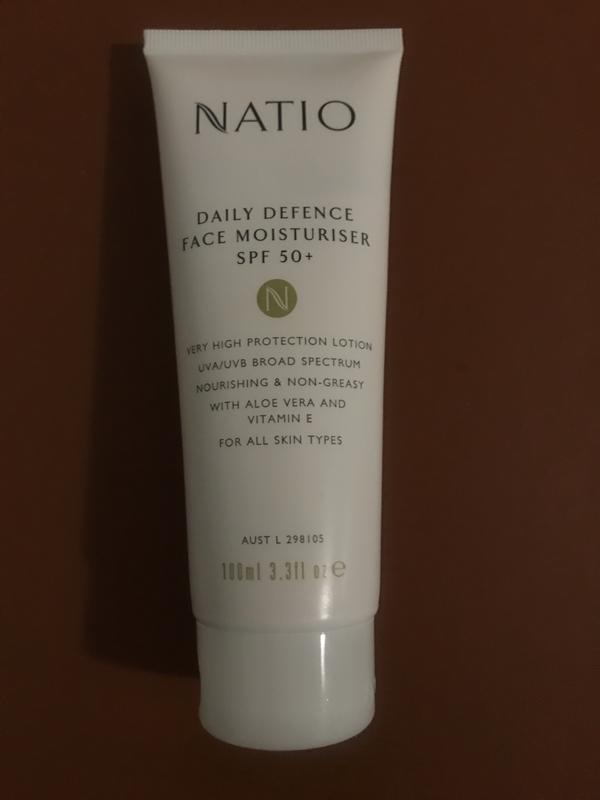 NATIO
DAILY DEFENCE
FACE MOISTURISER
SPF 50+
N
VERY HIGH PROTECTION LOTION
UVA/UVB BROAD SPECTRUM
NOURISHING & NON-GREASY
WITH ALOE VERA AND
VITAMIN E
FOR ALL SKIN TYPES
AUST L 298105
100ml 3.3fl oz ℮